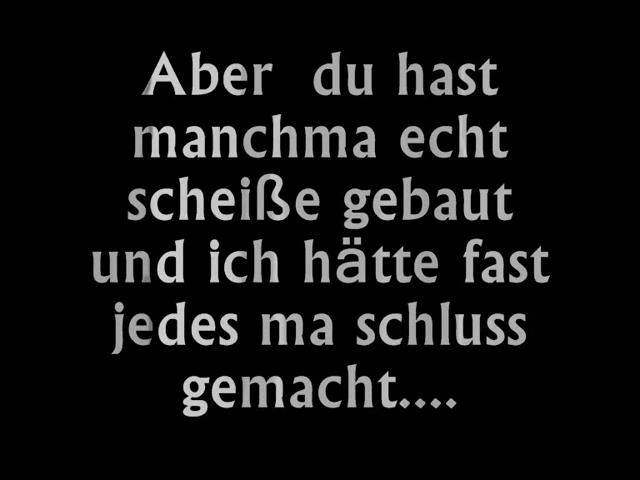 Aber du hast
manchma echt
scheiße gebaut
und ich hätte fast
jedes ma schluss
gemacht....